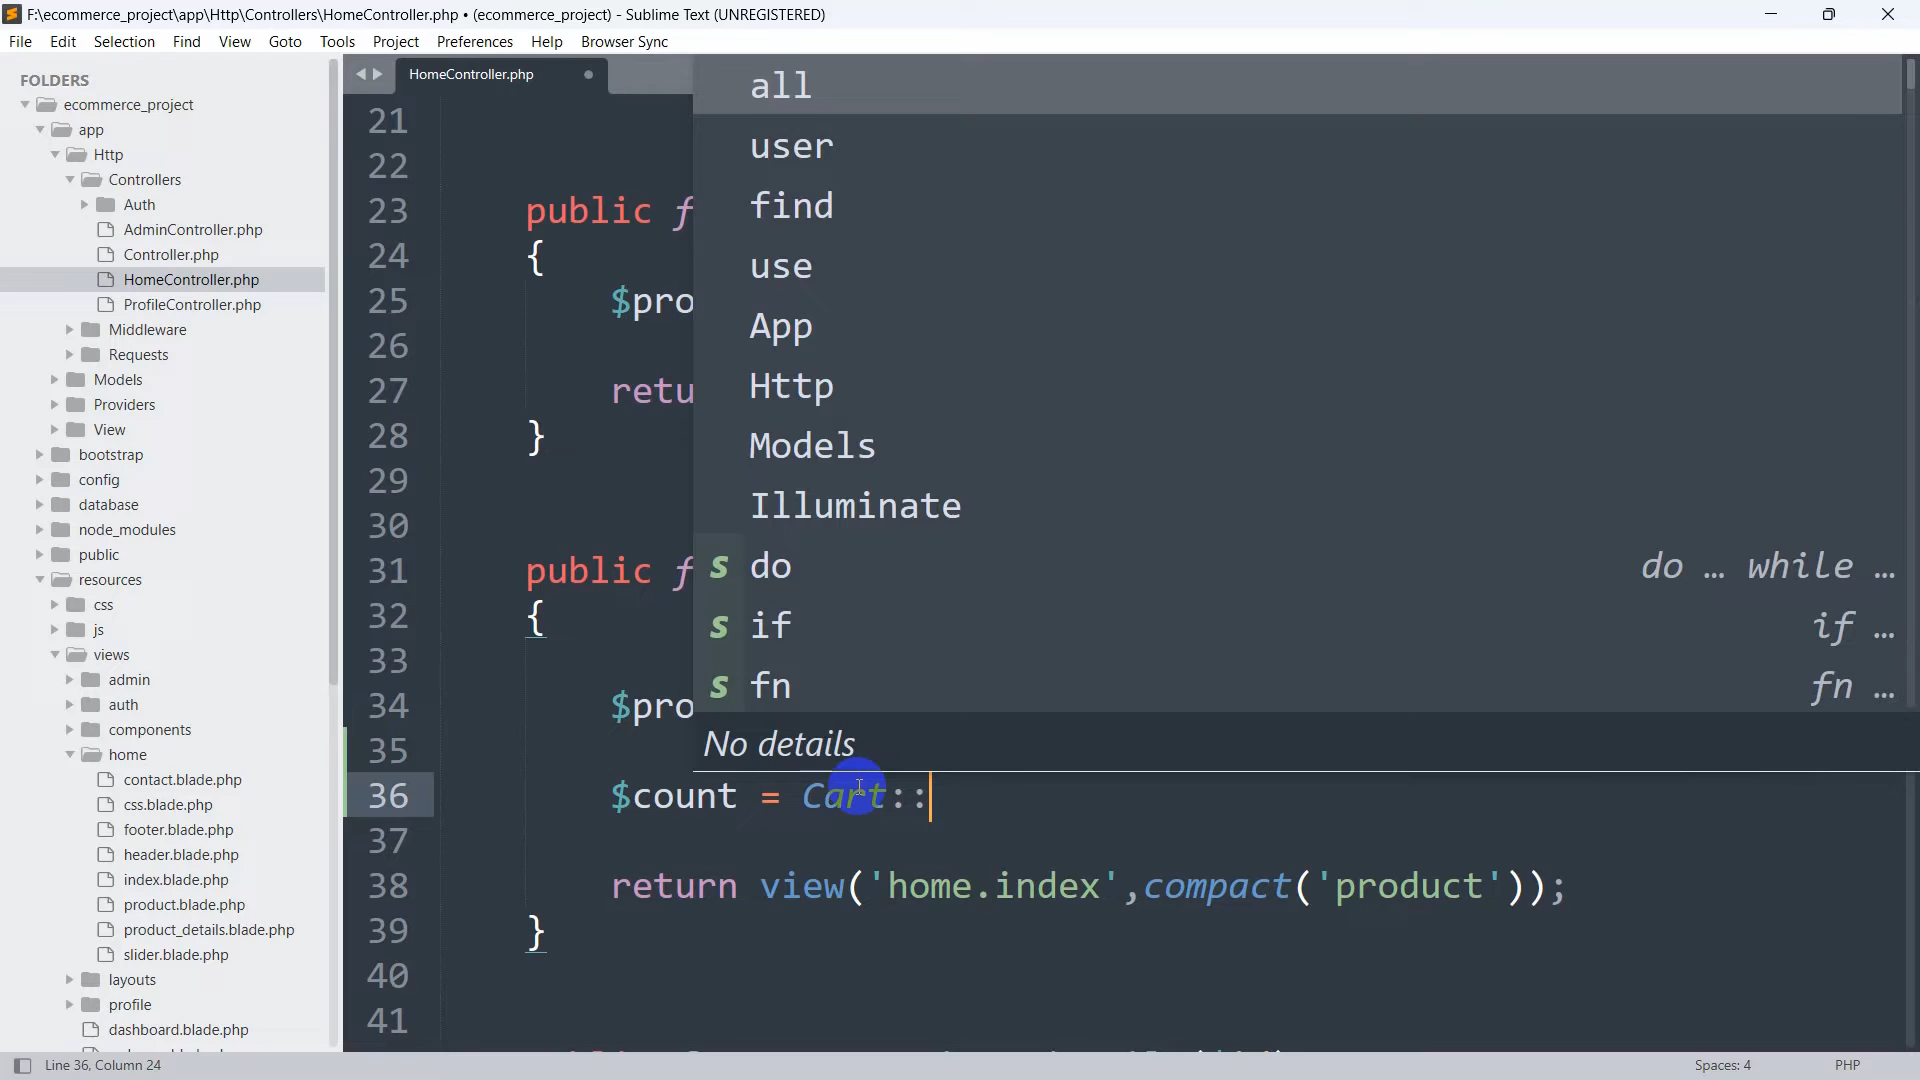 F:\ecommerce_project\app\Http\Controllers\HomeController.php • (ecommerce_project) - Sublime Text (UNREGISTERED)
File Edit Selection Find View Goto Tools Project Preferences Help Browser Sync
FOLDERS
ecommerce_project
app
Http
Controllers
Auth
AdminController.php
Controller.php
HomeController.php
ProfileController.php
Middleware
Requests
Models
Providers
View
bootstrap
config
database
node_modules
public
resources
css
js
views
admin
auth
components
home
contact.blade.php
css.blade.php
footer.blade.php
header.blade.php
index.blade.php
product.blade.php
product_details.blade.php
slider.blade.php
layouts
profile
dashboard.blade.php
HomeController.php
21
22
23 public f
24 {
25 $pro
26
27 retu
28 }
29
30
31 public f
32 {
33
34 $pro
35
36 $count = Cart::
37
38 return view('home.index',compact('product'));
39 }
40
41
all
user
find
use
App
Http
Models
Illuminate
s do do … while …
s if if …
s fn fn …
No details
Line 36, Column 24 Spaces: 4 PHP